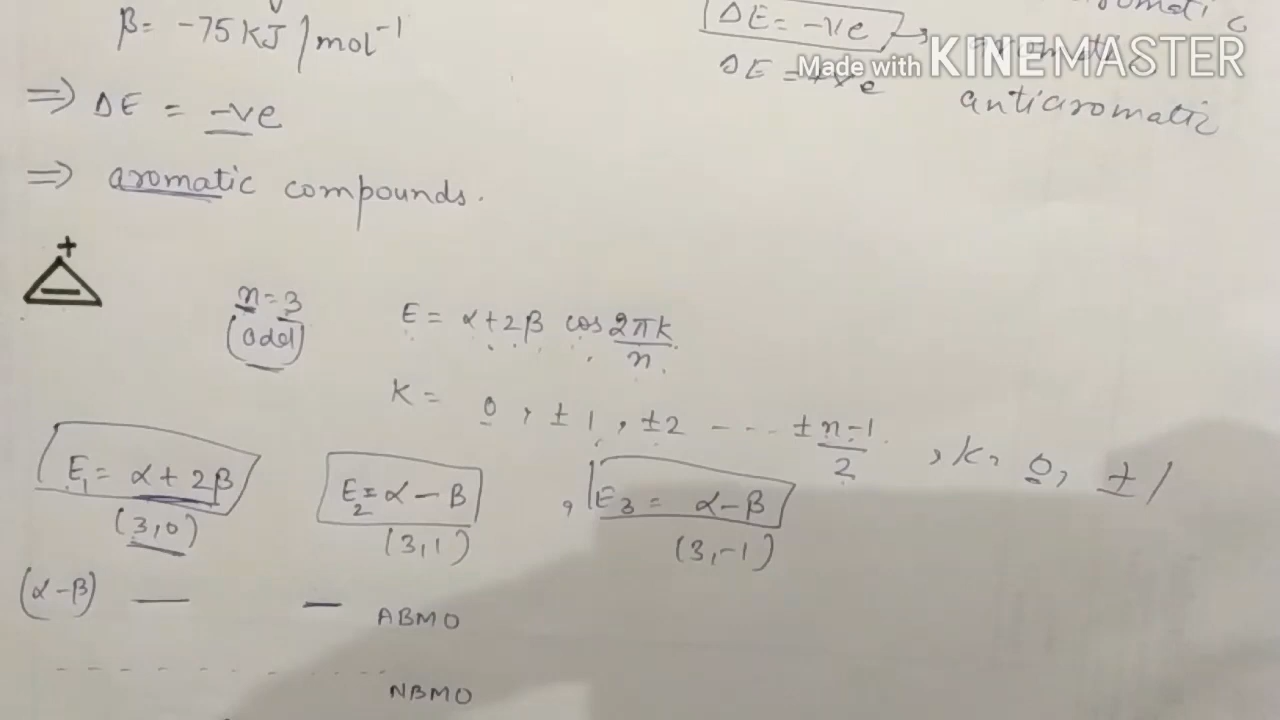 β = -75 kJ/mol⁻¹
ΔE = -ve
Made with KINEMASTER
ΔE = +ve
antiaromatic
⇒ ΔE = -ve
⇒ aromatic compounds.
+
n = 3
(odd)
E = α + 2β cos 2πk/n
K = 0, ±1, ±2 ---- ± n-1/2, k, 0, ±1
E₁ = α + 2β
(3,0)
E₂ = α - β
(3,1)
, E₃ = α - β
(3,-1)
(α-β)
ABMO
NBMO